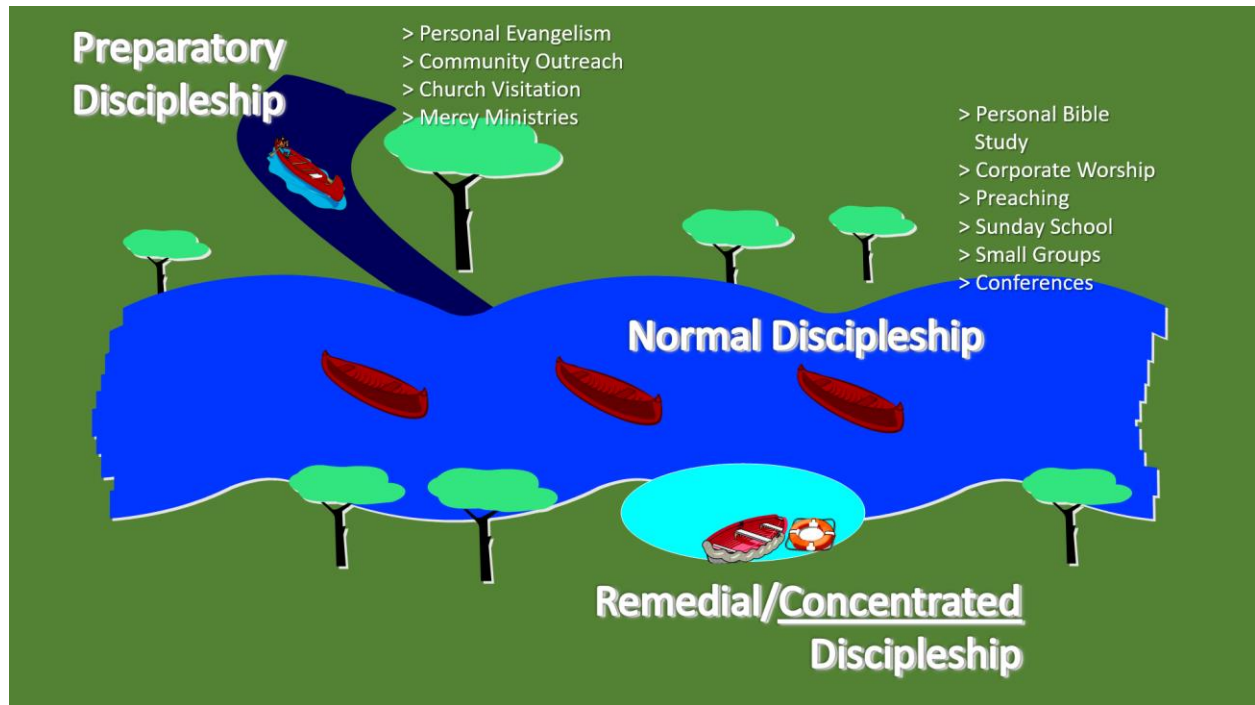 Preparatory
Discipleship
> Personal Evangelism
> Community Outreach
> Church Visitation
> Mercy Ministries
> Personal Bible
Study
> Corporate Worship
> Preaching
> Sunday School
> Small Groups
> Conferences
Normal Discipleship
Remedial/Concentrated
Discipleship